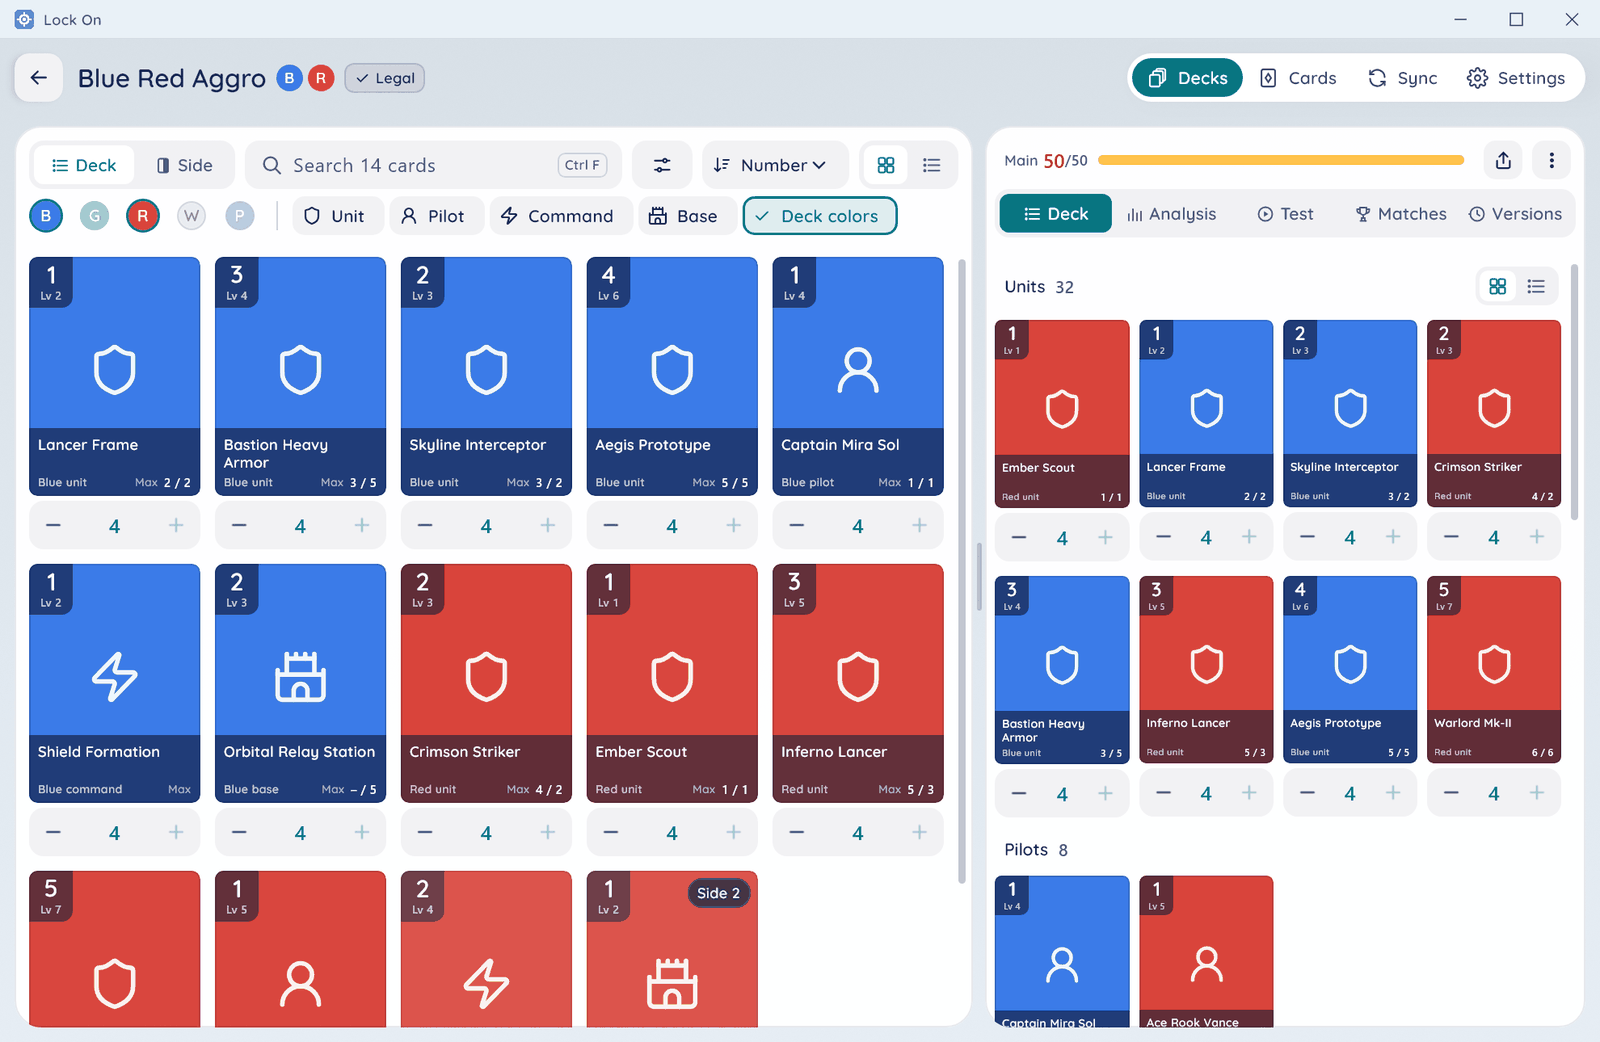 Lock On
Blue Red Aggro B R Legal
Decks Cards Sync Settings
Deck Side Search 14 cards Ctrl F Number
B G R W P Unit Pilot Command Base Deck colors
1
Lv 2
Lancer Frame
Blue unit Max 2 / 2
4
3
Lv 4
Bastion Heavy
Armor
Blue unit Max 3 / 5
4
2
Lv 3
Skyline Interceptor
Blue unit Max 3 / 2
4
4
Lv 6
Aegis Prototype
Blue unit Max 5 / 5
4
1
Lv 4
Captain Mira Sol
Blue pilot Max 1 / 1
4
1
Lv 2
Shield Formation
Blue command Max
4
2
Lv 3
Orbital Relay Station
Blue base Max – / 5
4
2
Lv 3
Crimson Striker
Red unit Max 4 / 2
4
1
Lv 1
Ember Scout
Red unit Max 1 / 1
4
3
Lv 5
Inferno Lancer
Red unit Max 5 / 3
4
5
Lv 7
1
Lv 5
2
Lv 4
1
Lv 2
Side 2
Main 50/50
Deck Analysis Test Matches Versions
Units 32
1
Lv 1
Ember Scout
Red unit 1 / 1
4
1
Lv 2
Lancer Frame
Blue unit 2 / 2
4
2
Lv 3
Skyline Interceptor
Blue unit 3 / 2
4
2
Lv 3
Crimson Striker
Red unit 4 / 2
4
3
Lv 4
Bastion Heavy
Armor
Blue unit 3 / 5
4
3
Lv 5
Inferno Lancer
Red unit 5 / 3
4
4
Lv 6
Aegis Prototype
Blue unit 5 / 5
4
5
Lv 7
Warlord Mk-II
Red unit 6 / 6
4
Pilots 8
1
Lv 4
Captain Mira Sol
1
Lv 5
Ace Rook Vance